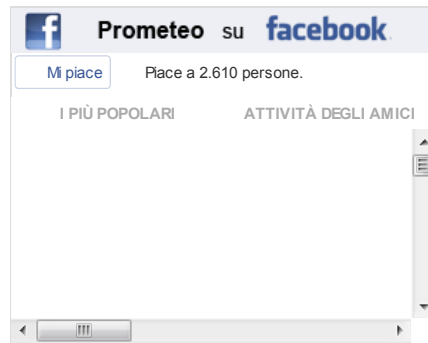 Prometeo su facebook
Mi piace Piace a 2.610 persone.
I PIÙ POPOLARI ATTIVITÀ DEGLI AMICI